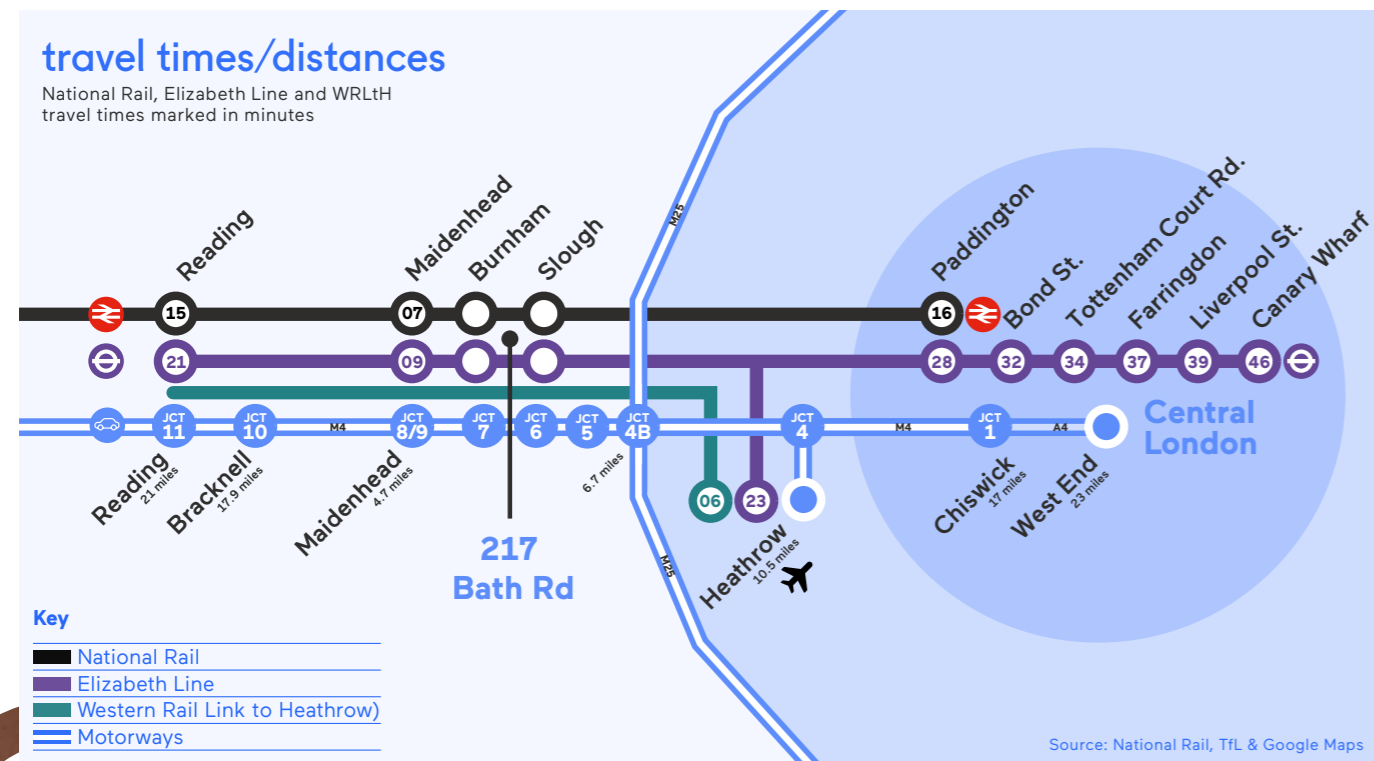 travel times/distances
National Rail, Elizabeth Line and WRLtH
travel times marked in minutes
M25
Reading
Maidenhead
Burnham
Slough
Paddington
Bond St.
Tottenham Court Rd.
Farringdon
Liverpool St.
Canary Wharf
15
07
16
21
09
28
32
34
37
39
46
JCT
11
JCT
10
M4
JCT
8/9
JCT
7
JCT
6
JCT
5
JCT
4B
JCT
4
M4
JCT
1
A4
Central
London
Reading
21 miles
Bracknell
17.9 miles
Maidenhead
4.7 miles
6.7 miles
06
23
Heathrow
10.5 miles
Chiswick
17 miles
West End
23 miles
217
Bath Rd
M25
Key
National Rail
Elizabeth Line
Western Rail Link to Heathrow)
Motorways
Source: National Rail, TfL & Google Maps